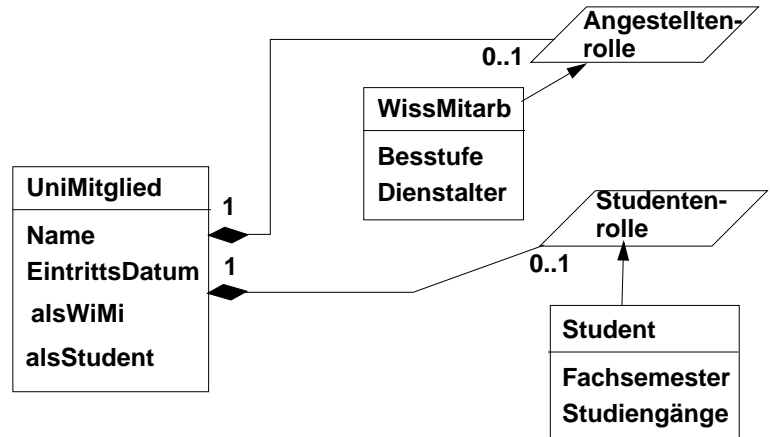 Angestellten-
rolle
0..1
WissMitarb
Besstufe
Dienstalter
UniMitglied
Name
EintrittsDatum
alsWiMi
alsStudent
1
1
Studenten-
rolle
0..1
Student
Fachsemester
Studiengänge